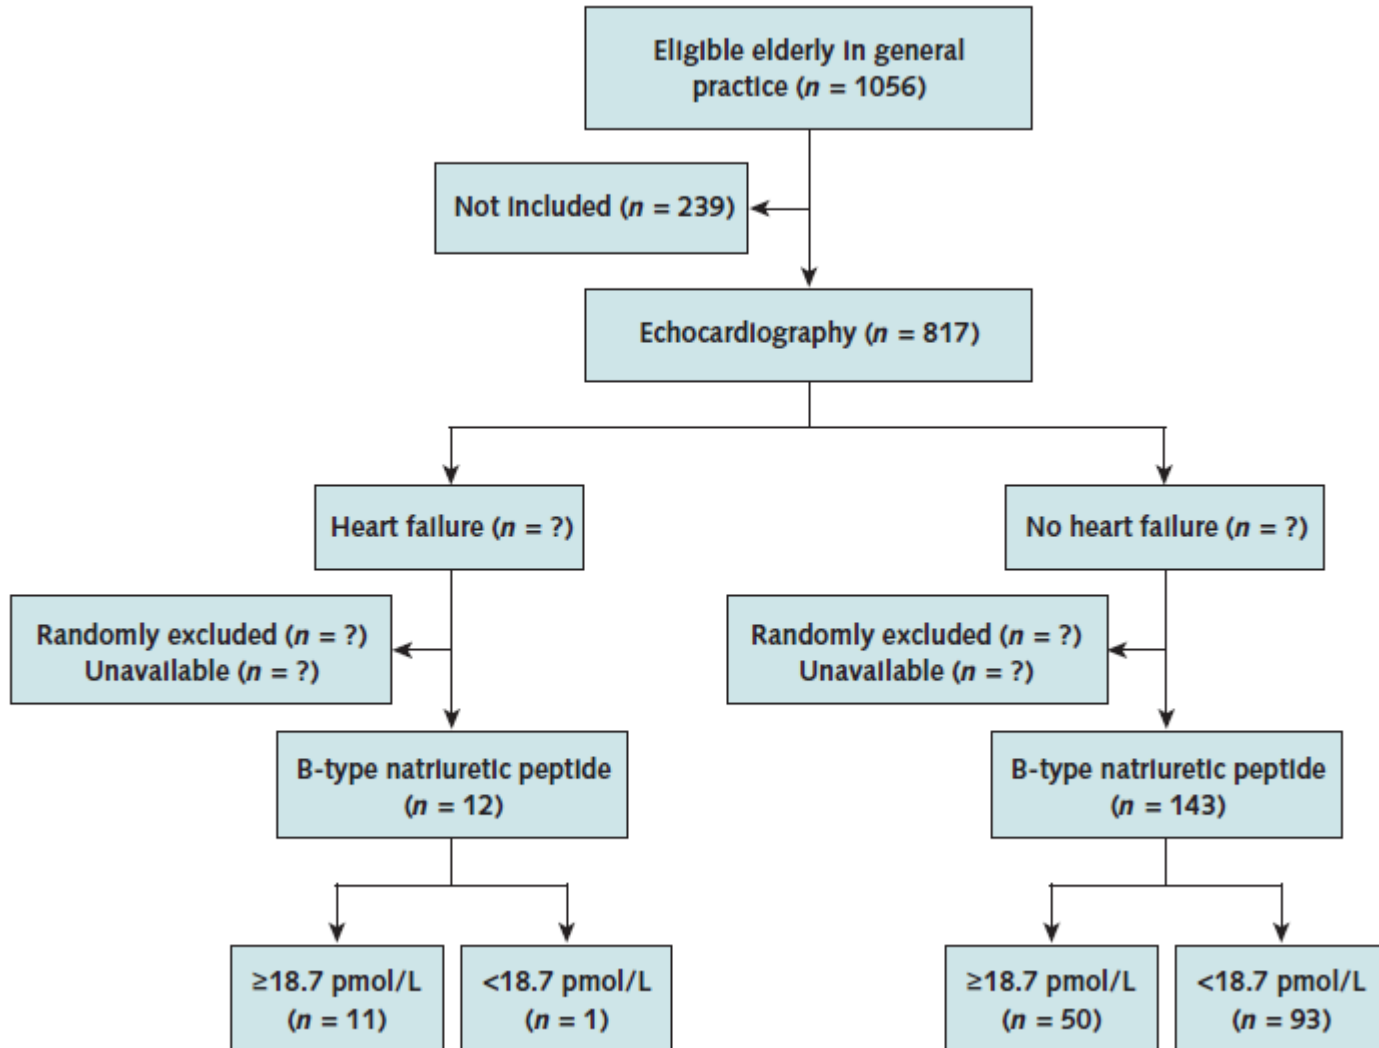 Eligible elderly in general
practice (n = 1056)
Not included (n = 239)
Echocardiography (n = 817)
Heart failure (n = ?)
No heart failure (n = ?)
Randomly excluded (n = ?)
Unavailable (n = ?)
Randomly excluded (n = ?)
Unavailable (n = ?)
B-type natriuretic peptide
(n = 12)
B-type natriuretic peptide
(n = 143)
≥18.7 pmol/L
(n = 11)
<18.7 pmol/L
(n = 1)
≥18.7 pmol/L
(n = 50)
<18.7 pmol/L
(n = 93)